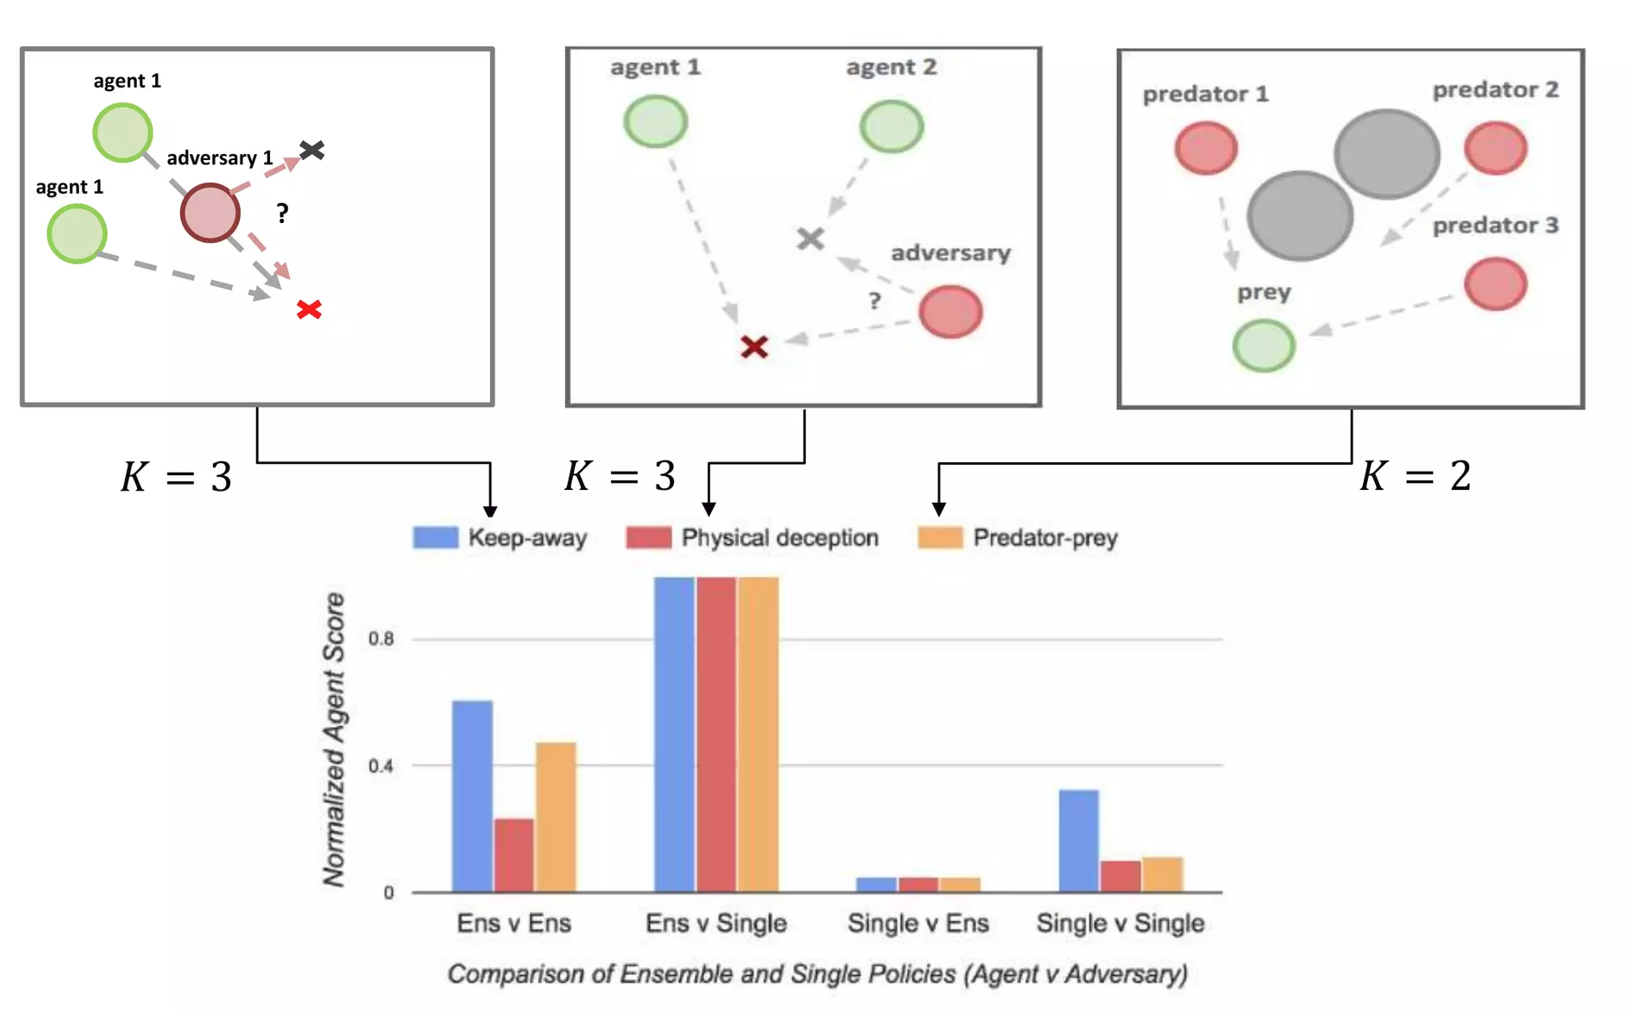 agent 1
adversary 1
agent 1
?
agent 1
agent 2
adversary
?
predator 1
predator 2
predator 3
prey
K = 3
K = 3
K = 2
Keep-away
Physical deception
Predator-prey
Normalized Agent Score
0.8
0.4
0
Ens v Ens
Ens v Single
Single v Ens
Single v Single
Comparison of Ensemble and Single Policies (Agent v Adversary)